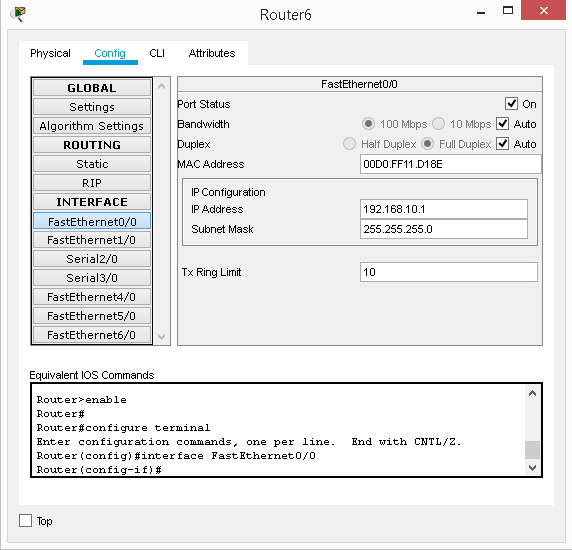 Router6
Physical Config CLI Attributes
GLOBAL
Settings
Algorithm Settings
ROUTING
Static
RIP
INTERFACE
FastEthernet0/0
FastEthernet1/0
Serial2/0
Serial3/0
FastEthernet4/0
FastEthernet5/0
FastEthernet6/0
FastEthernet0/0
Port Status On
Bandwidth 100 Mbps 10 Mbps Auto
Duplex Half Duplex Full Duplex Auto
MAC Address 00D0.FF11.D18E
IP Configuration
IP Address 192.168.10.1
Subnet Mask 255.255.255.0
Tx Ring Limit 10
Equivalent IOS Commands
Router>enable
Router#
Router#configure terminal
Enter configuration commands, one per line. End with CNTL/Z.
Router(config)#interface FastEthernet0/0
Router(config-if)#
Top